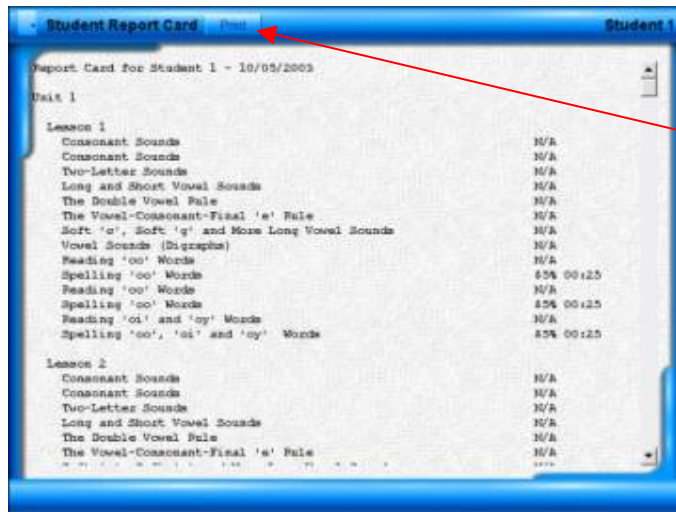 Student Report Card Print Student 1
Report Card for Student 1 - 10/05/2003
Unit 1
Lesson 1
Consonant Sounds N/A
Consonant Sounds N/A
Two-Letter Sounds N/A
Long and Short Vowel Sounds N/A
The Double Vowel Rule N/A
The Vowel-Consonant-Final 'e' Rule N/A
Soft 'c', Soft 'g' and More Long Vowel Sounds N/A
Vowel Sounds (Digraphs) N/A
Reading 'oo' Words N/A
Spelling 'oo' Words 85% 00:25
Reading 'oo' Words N/A
Spelling 'oo' Words 85% 00:25
Reading 'oi' and 'oy' Words N/A
Spelling 'oo', 'oi' and 'oy' Words 85% 00:25
Lesson 2
Consonant Sounds N/A
Consonant Sounds N/A
Two-Letter Sounds N/A
Long and Short Vowel Sounds N/A
The Double Vowel Rule N/A
The Vowel-Consonant-Final 'e' Rule N/A